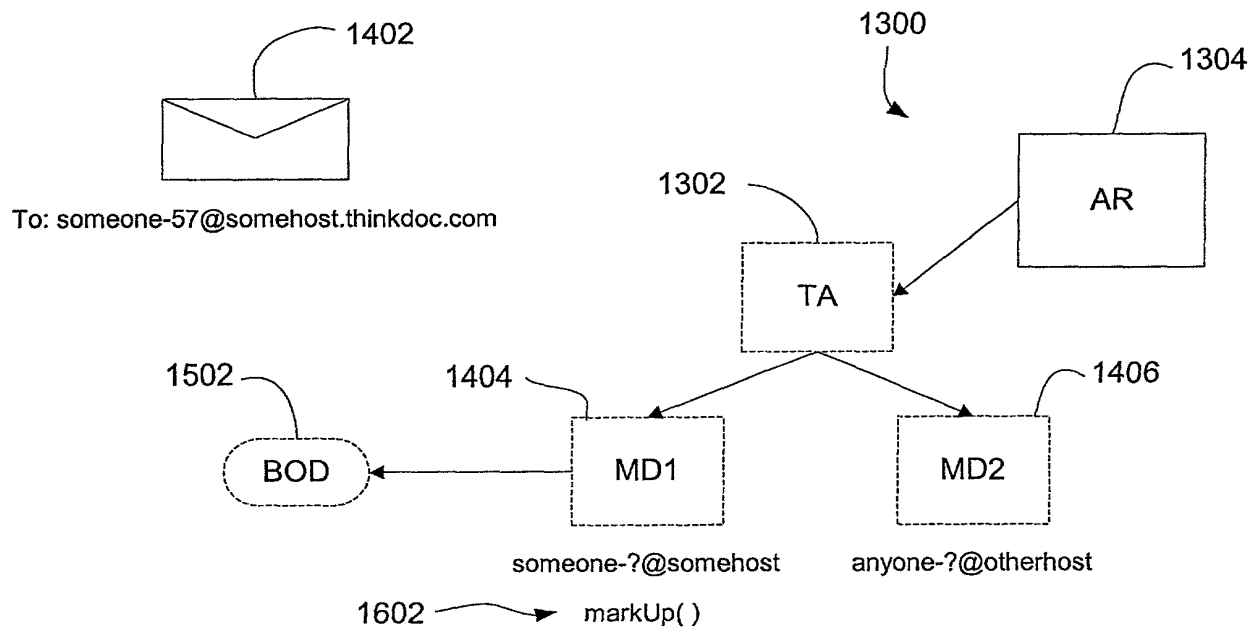 1402
1300
1304
1302
AR
To: someone-57@somehost.thinkdoc.com
TA
1502
1404
1406
BOD
MD1
MD2
someone-?@somehost
anyone-?@otherhost
1602
markUp( )